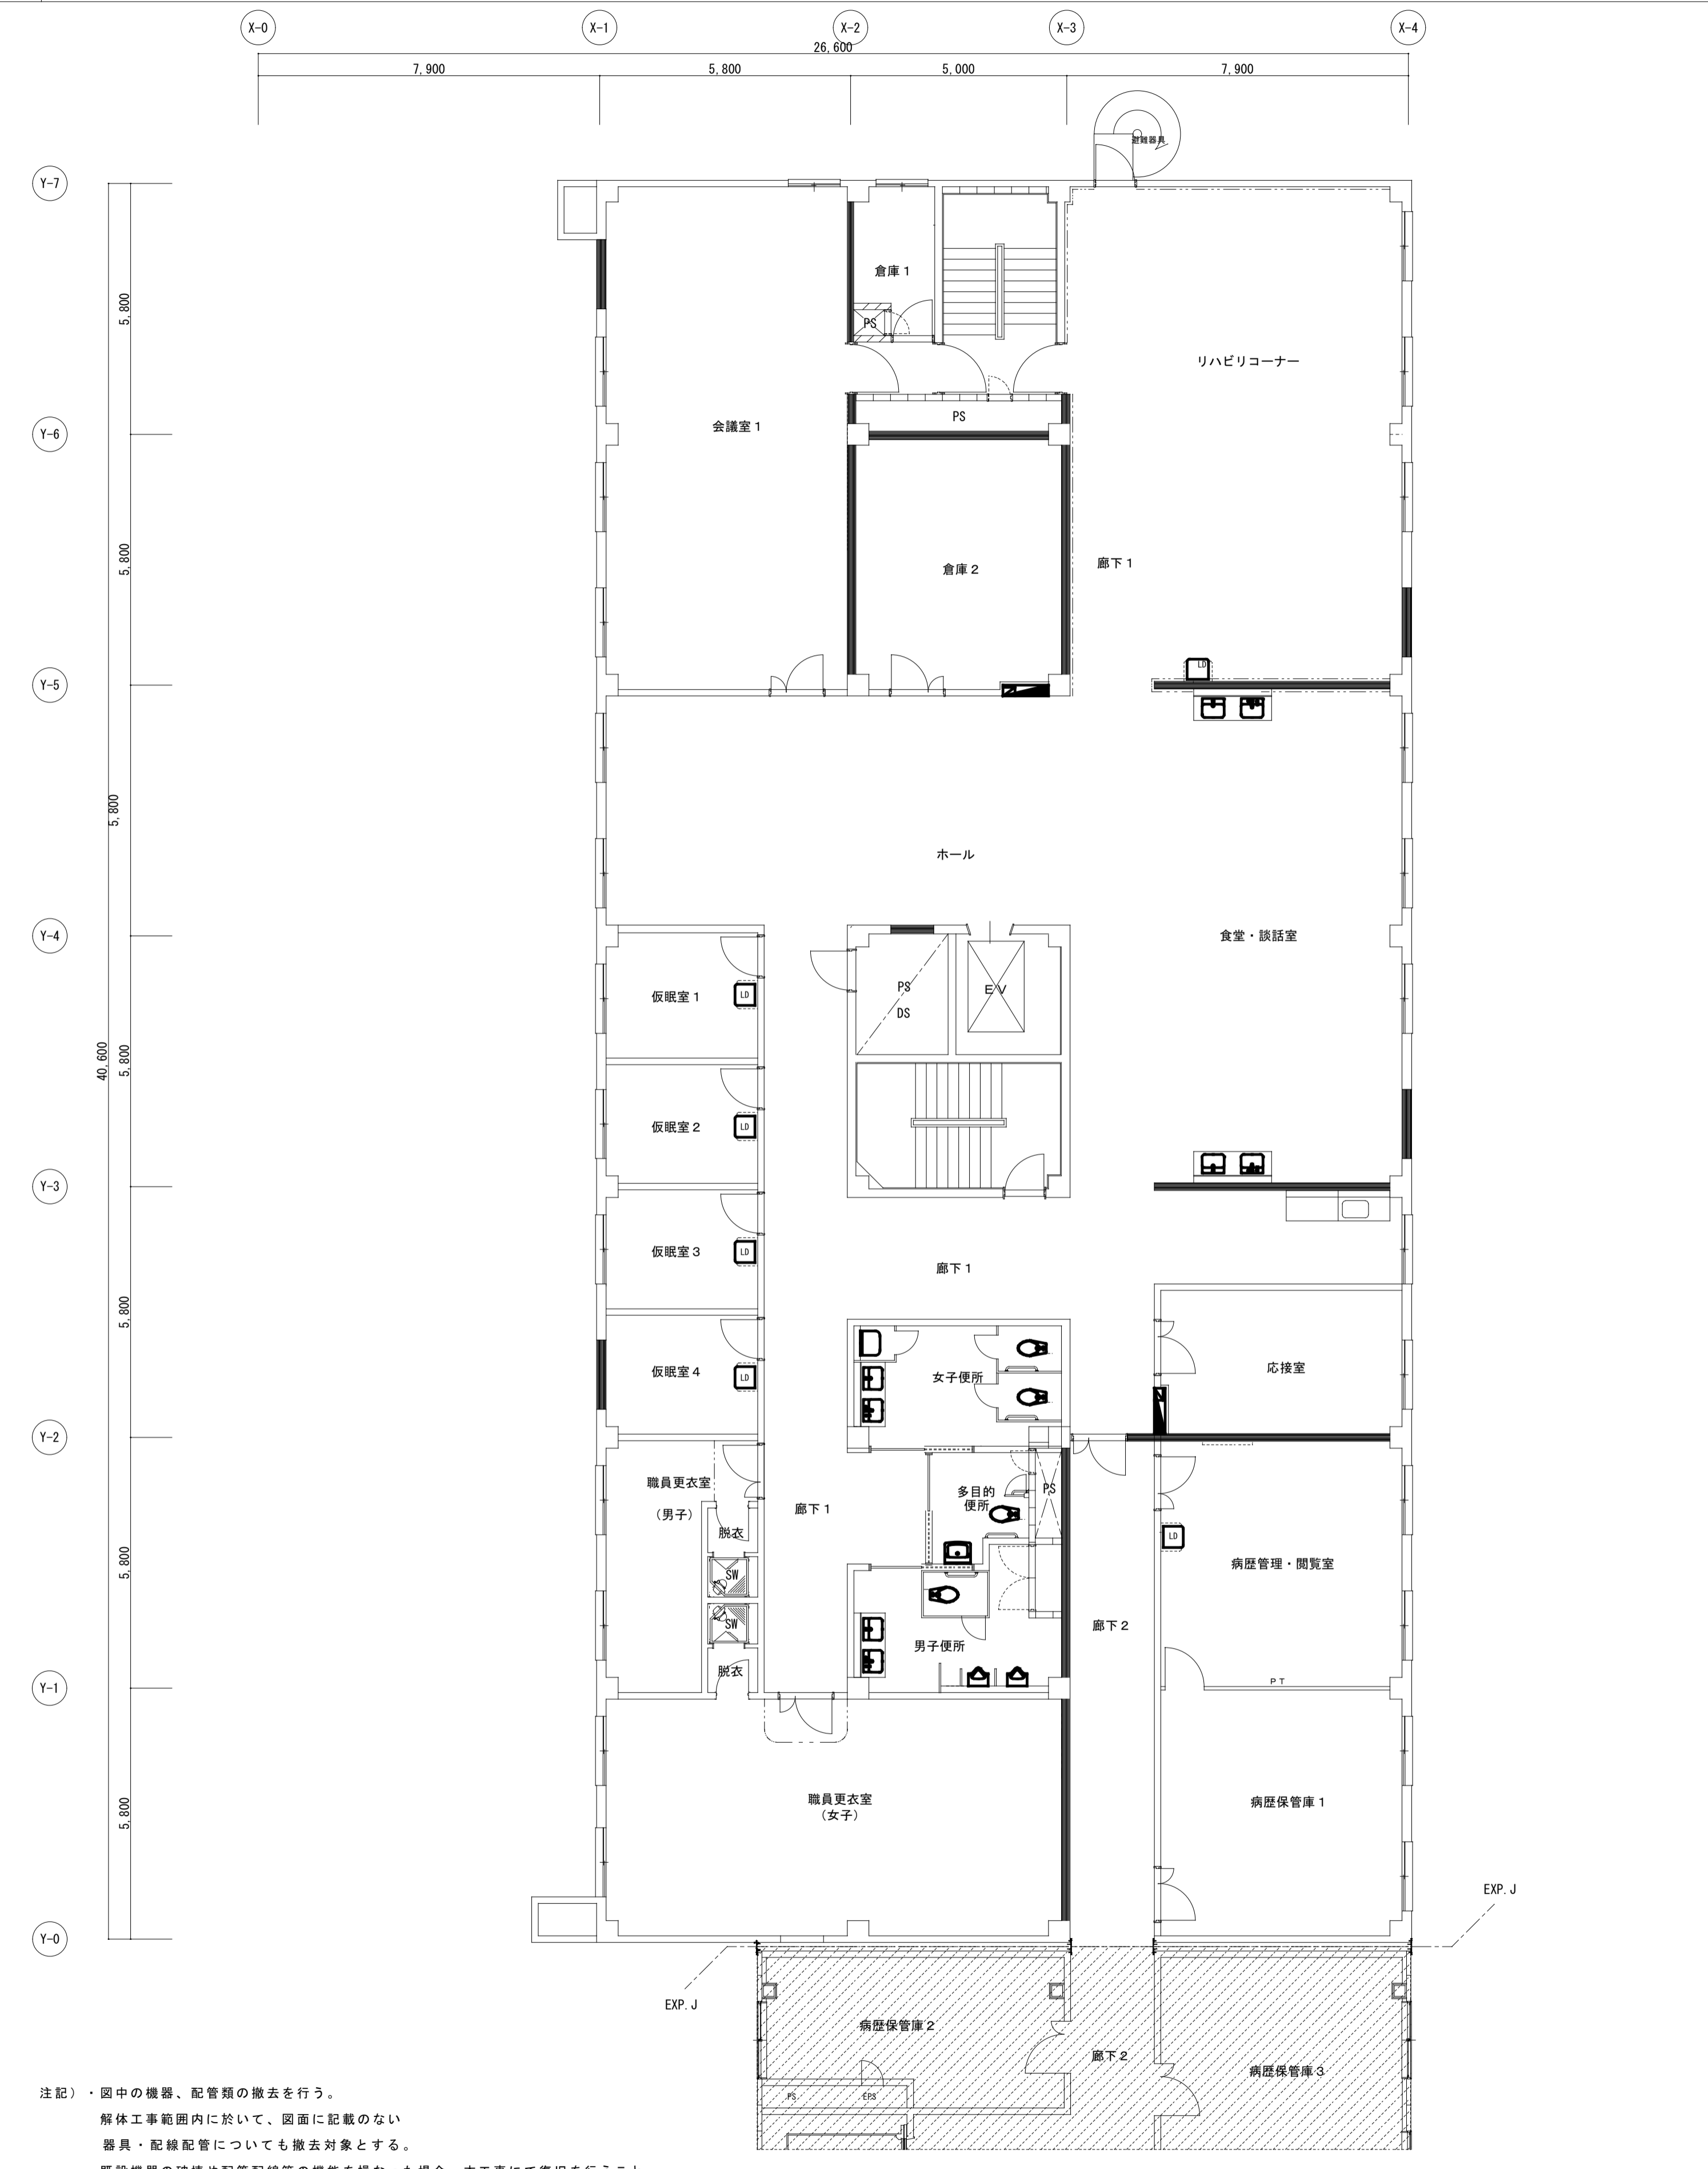 X-0 X-1 X-2 X-3 X-4
26,600
7,900 5,800 5,000 7,900
避難器具
Y-7
倉庫１
5,800
PS
リハビリコーナー
PS
会議室１
Y-6
5,800
廊下１
倉庫２
LD
Y-5
5,800
ホール
Y-4
食堂・談話室
PS
ＥＶ
仮眠室１
LD
DS
40,600
5,800
仮眠室２
LD
Y-3
仮眠室３
LD
廊下１
5,800
応接室
仮眠室４
LD
女子便所
Y-2
職員更衣室
（男子）
多目的
便所
PS
廊下１
脱衣
LD
5,800
病歴管理・閲覧室
SW
SW
廊下２
男子便所
脱衣
ＰＴ
Y-1
職員更衣室
（女子）
病歴保管庫１
5,800
EXP.J
Y-0
EXP.J
病歴保管庫２
廊下２
病歴保管庫３
PS
EPS
注記）・図中の機器、配管類の撤去を行う。
解体工事範囲内に於いて、図面に記載のない
器具・配線配管についても撤去対象とする。